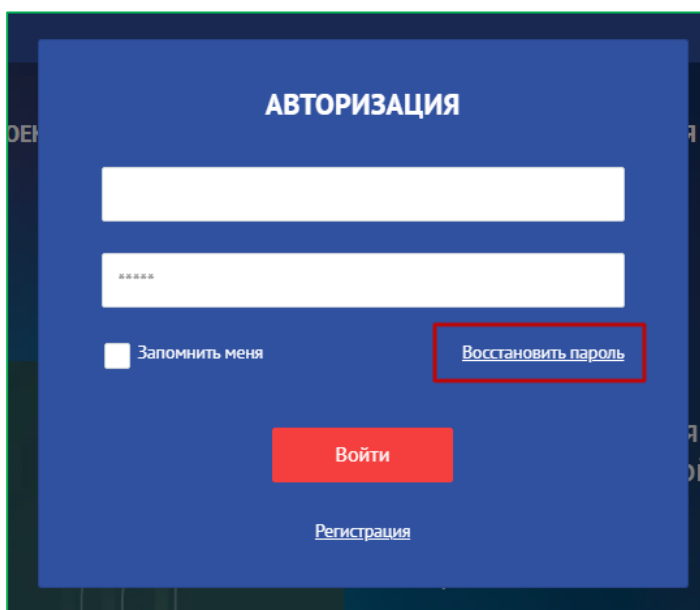 АВТОРИЗАЦИЯ
*****
Запомнить меня
Восстановить пароль
Войти
Регистрация